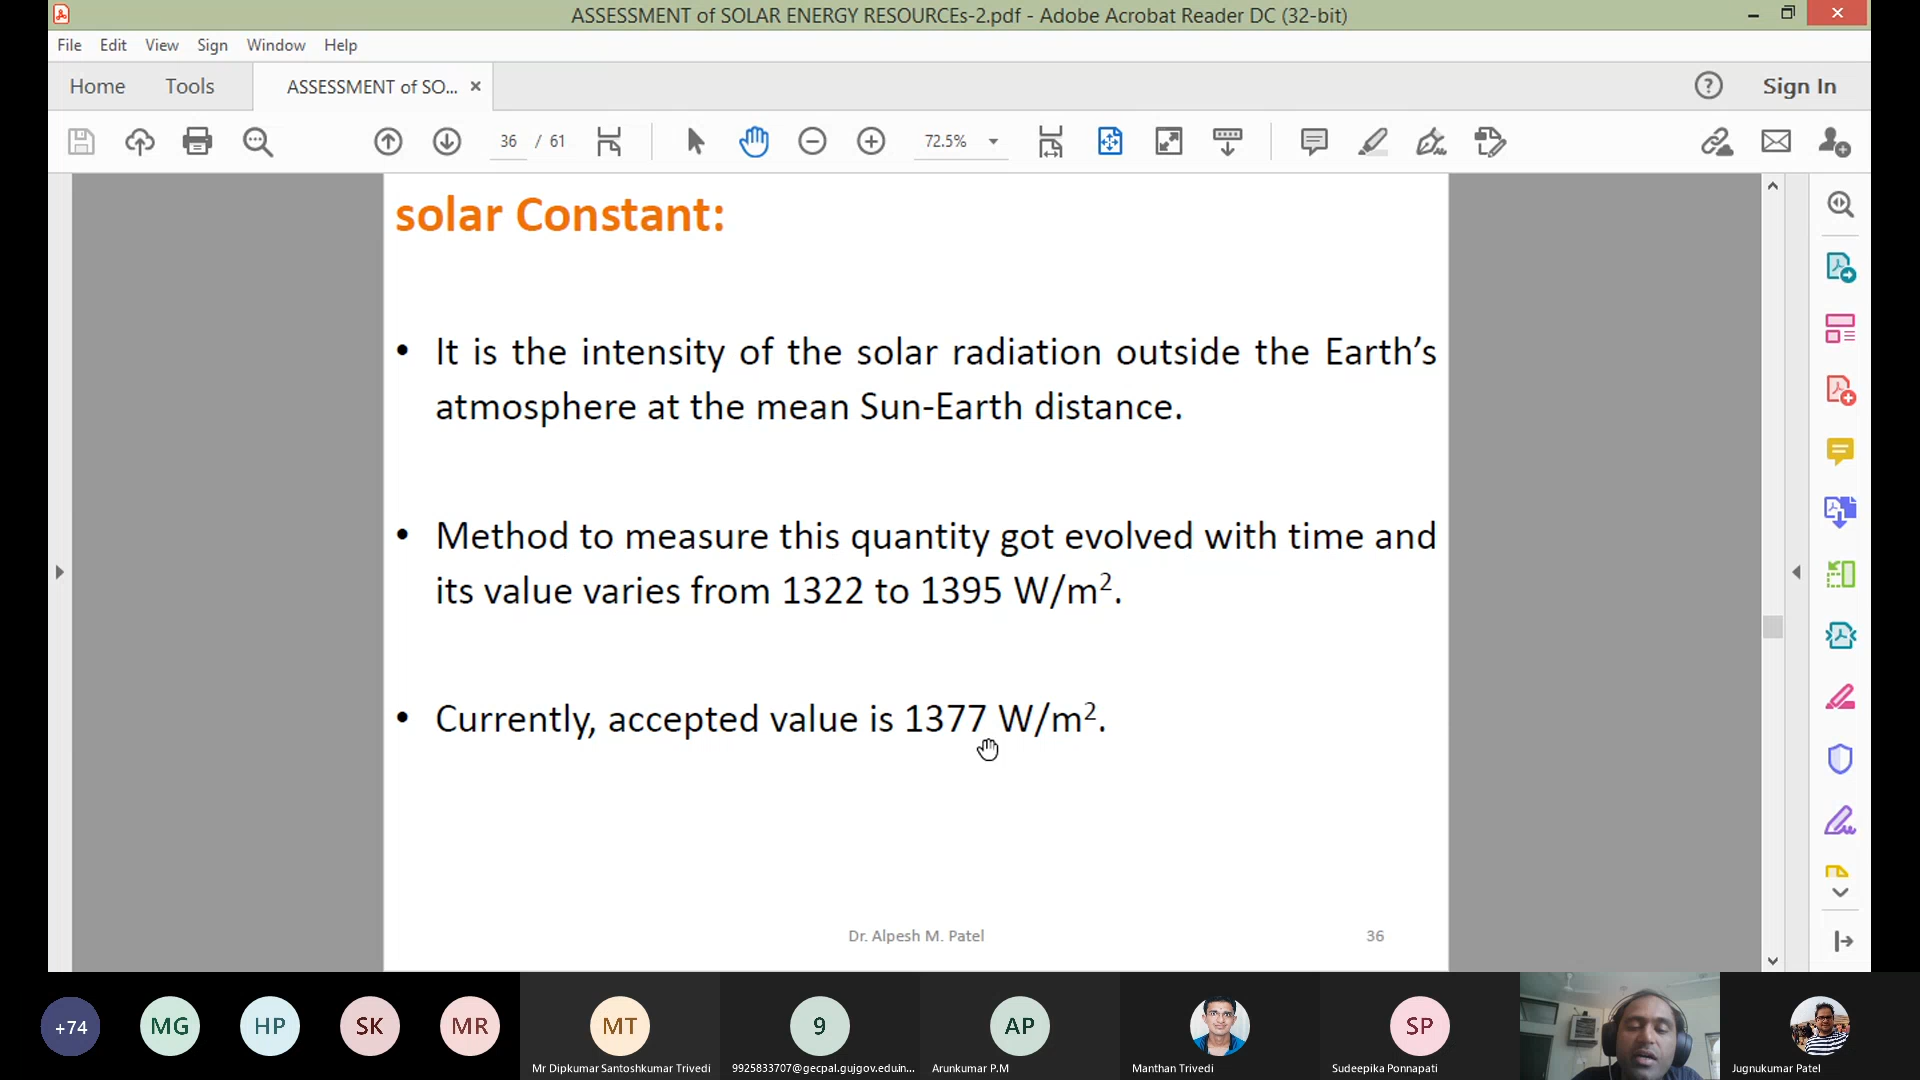 ASSESSMENT of SOLAR ENERGY RESOURCEs-2.pdf - Adobe Acrobat Reader DC (32-bit)
File Edit View Sign Window Help
Home Tools ASSESSMENT of SO... × Sign In
36 / 61 72.5%
solar Constant:
• It is the intensity of the solar radiation outside the Earth’s
atmosphere at the mean Sun-Earth distance.
• Method to measure this quantity got evolved with time and
its value varies from 1322 to 1395 W/m².
• Currently, accepted value is 1377 W/m².
Dr. Alpesh M. Patel 36
+74 MG HP SK MR MT 9 AP SP
Mr Dipkumar Santoshkumar Trivedi 9925833707@gecpal.gujgov.edu.in... Arunkumar P.M Manthan Trivedi Sudeepika Ponnapati Jugnukumar Patel